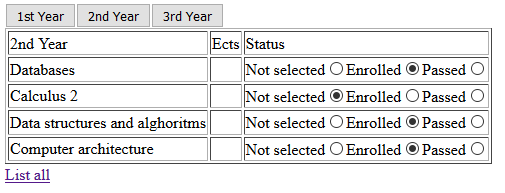 1st Year 2nd Year 3rd Year
2nd Year Ects Status
Databases Not selected Enrolled Passed
Calculus 2 Not selected Enrolled Passed
Data structures and alghoritms Not selected Enrolled Passed
Computer architecture Not selected Enrolled Passed
List all